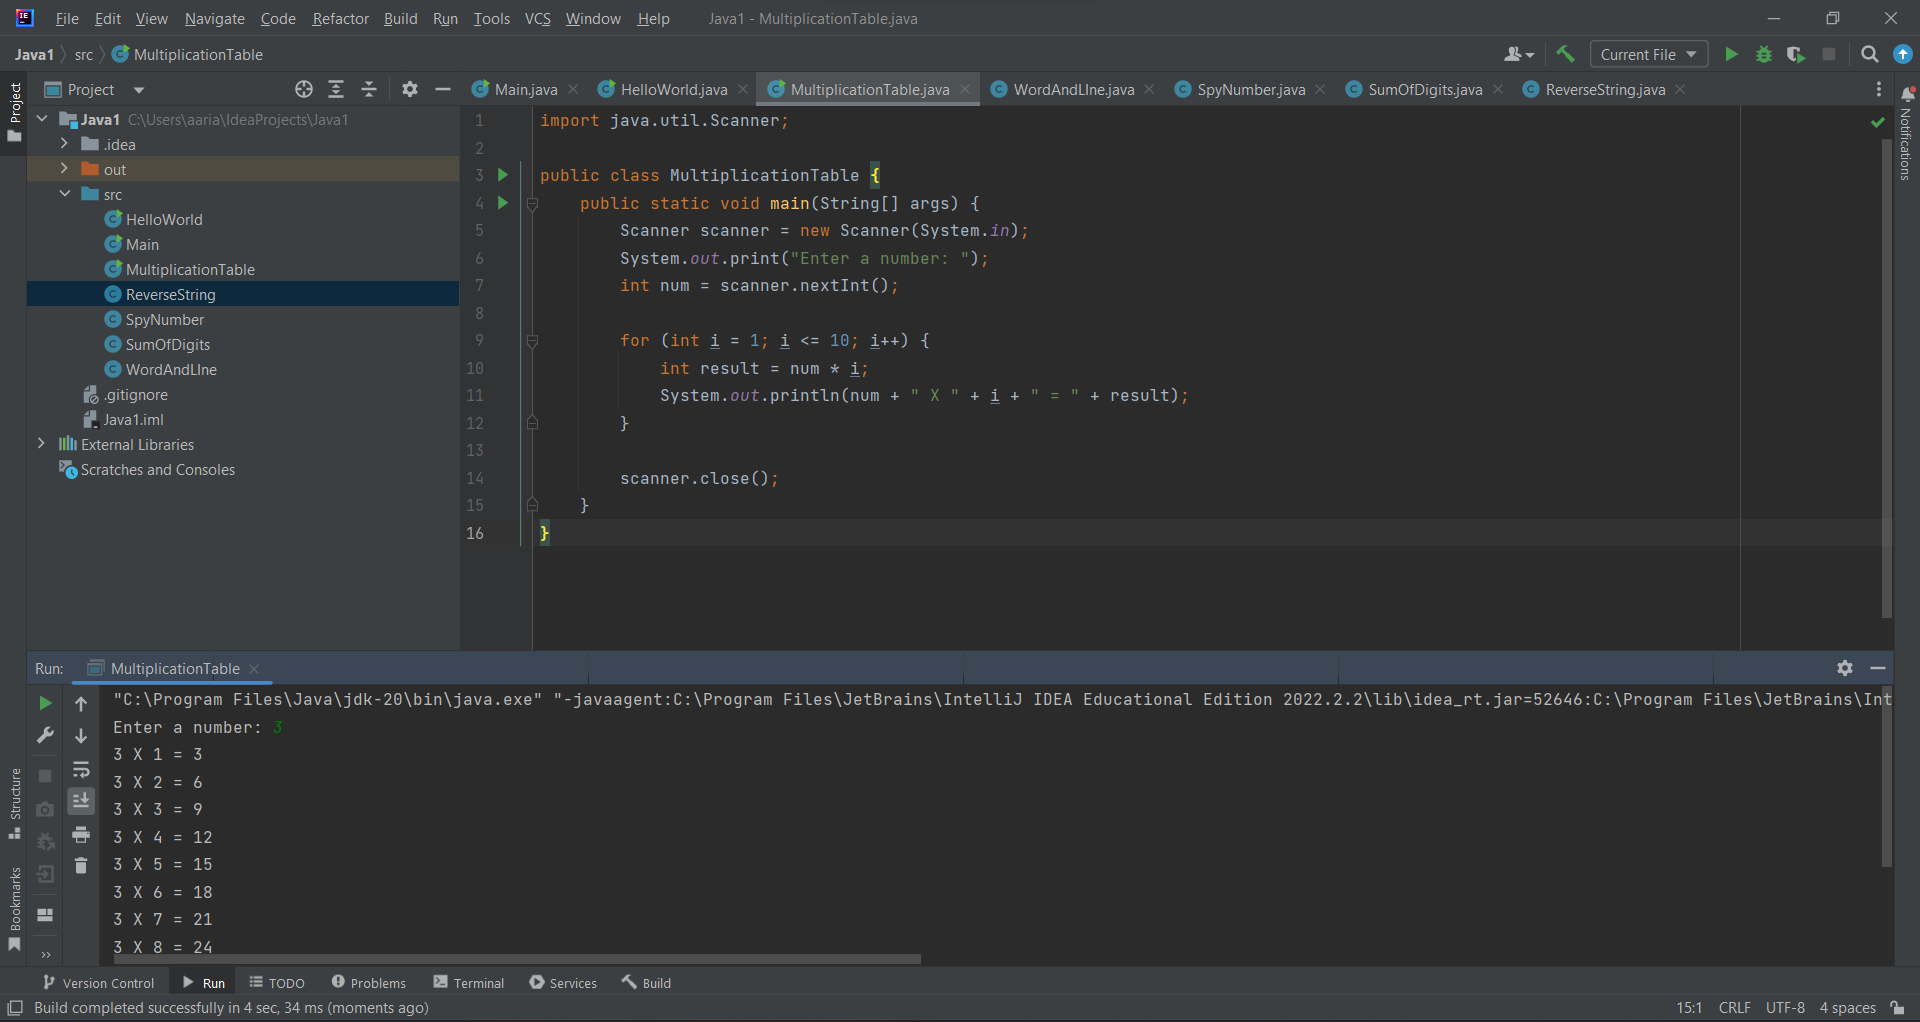 File Edit View Navigate Code Refactor Build Run Tools VCS Window Help Java1 - MultiplicationTable.java
Java1 src MultiplicationTable Current File
Project
Main.java HelloWorld.java MultiplicationTable.java WordAndLIne.java SpyNumber.java SumOfDigits.java ReverseString.java
Project
Notifications
Java1 C:\Users\aaria\IdeaProjects\Java1
.idea
out
src
HelloWorld
Main
MultiplicationTable
ReverseString
SpyNumber
SumOfDigits
WordAndLIne
.gitignore
Java1.iml
External Libraries
Scratches and Consoles
1 import java.util.Scanner;
2
3 public class MultiplicationTable {
4     public static void main(String[] args) {
5         Scanner scanner = new Scanner(System.in);
6         System.out.print("Enter a number: ");
7         int num = scanner.nextInt();
8
9         for (int i = 1; i <= 10; i++) {
10             int result = num * i;
11             System.out.println(num + " X " + i + " = " + result);
12         }
13
14         scanner.close();
15     }
16 }
Run: MultiplicationTable
"C:\Program Files\Java\jdk-20\bin\java.exe" "-javaagent:C:\Program Files\JetBrains\IntelliJ IDEA Educational Edition 2022.2.2\lib\idea_rt.jar=52646:C:\Program Files\JetBrains\Int
Enter a number: 3
3 X 1 = 3
3 X 2 = 6
3 X 3 = 9
3 X 4 = 12
3 X 5 = 15
3 X 6 = 18
3 X 7 = 21
3 X 8 = 24
Structure
Bookmarks
Version Control Run TODO Problems Terminal Services Build
Build completed successfully in 4 sec, 34 ms (moments ago) 15:1 CRLF UTF-8 4 spaces